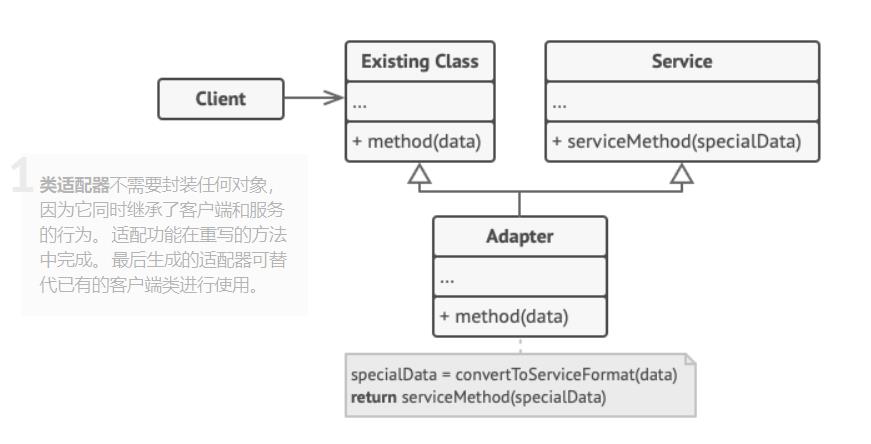 Existing Class
Service
Client
...
...
+ method(data)
+ serviceMethod(specialData)
1
类适配器不需要封装任何对象，
因为它同时继承了客户端和服务
的行为。 适配功能在重写的方法
中完成。 最后生成的适配器可替
代已有的客户端类进行使用。
Adapter
...
+ method(data)
specialData = convertToServiceFormat(data)
return serviceMethod(specialData)